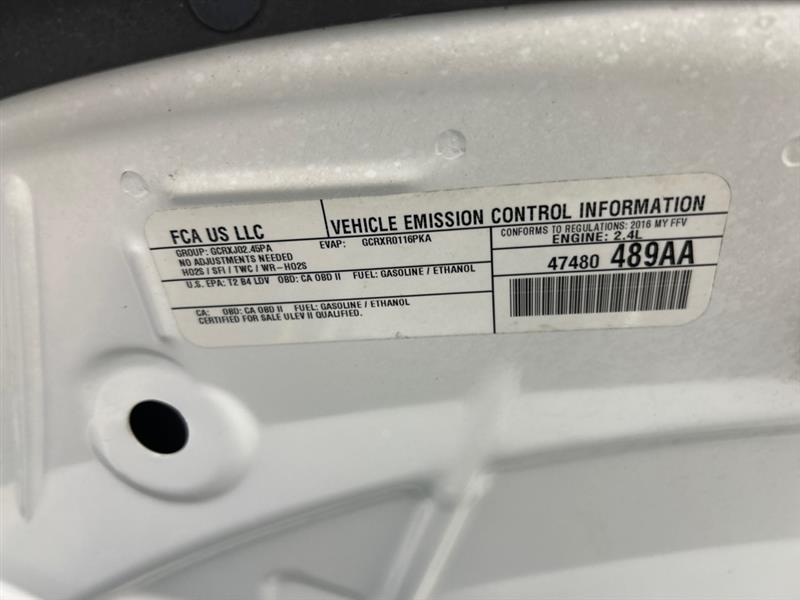 FCA US LLC
VEHICLE EMISSION CONTROL INFORMATION
GROUP: GCRXJ02.45PA EVAP: GCRXR0116PKA
NO ADJUSTMENTS NEEDED
HO2S / SFI / TWC / WR-HO2S
CONFORMS TO REGULATIONS: 2016 MY FFV
ENGINE: 2.4L
U.S. EPA: T2 B4 LDV OBD: CA OBD II FUEL: GASOLINE / ETHANOL
47480 489AA
CA: OBD: CA OBD II FUEL: GASOLINE / ETHANOL
CERTIFIED FOR SALE ULEV II QUALIFIED.